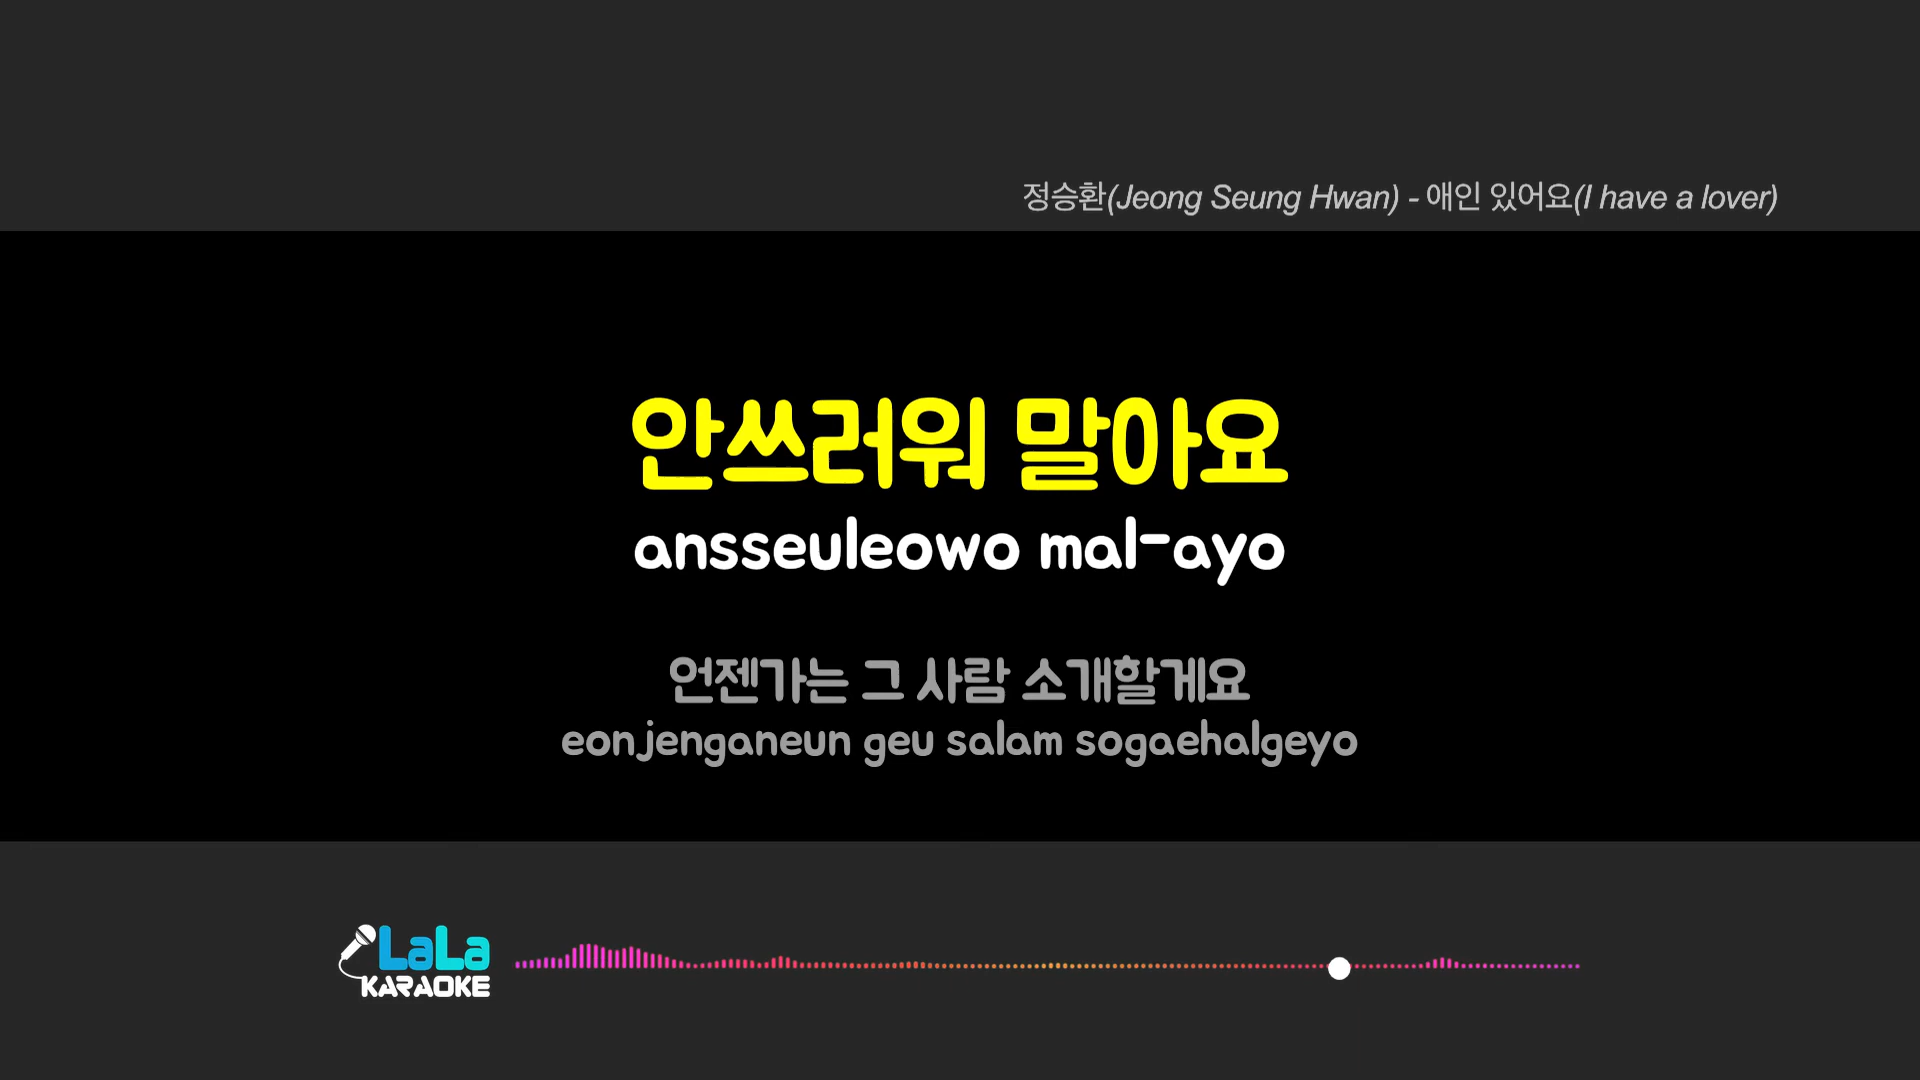 정승환(Jeong Seung Hwan) - 애인 있어요(I have a lover)
안쓰러워 말아요
ansseuleowo mal-ayo
언젠가는 그 사람 소개할게요
eonjenganeun geu salam sogaehalgeyo
LaLa
KARAOKE